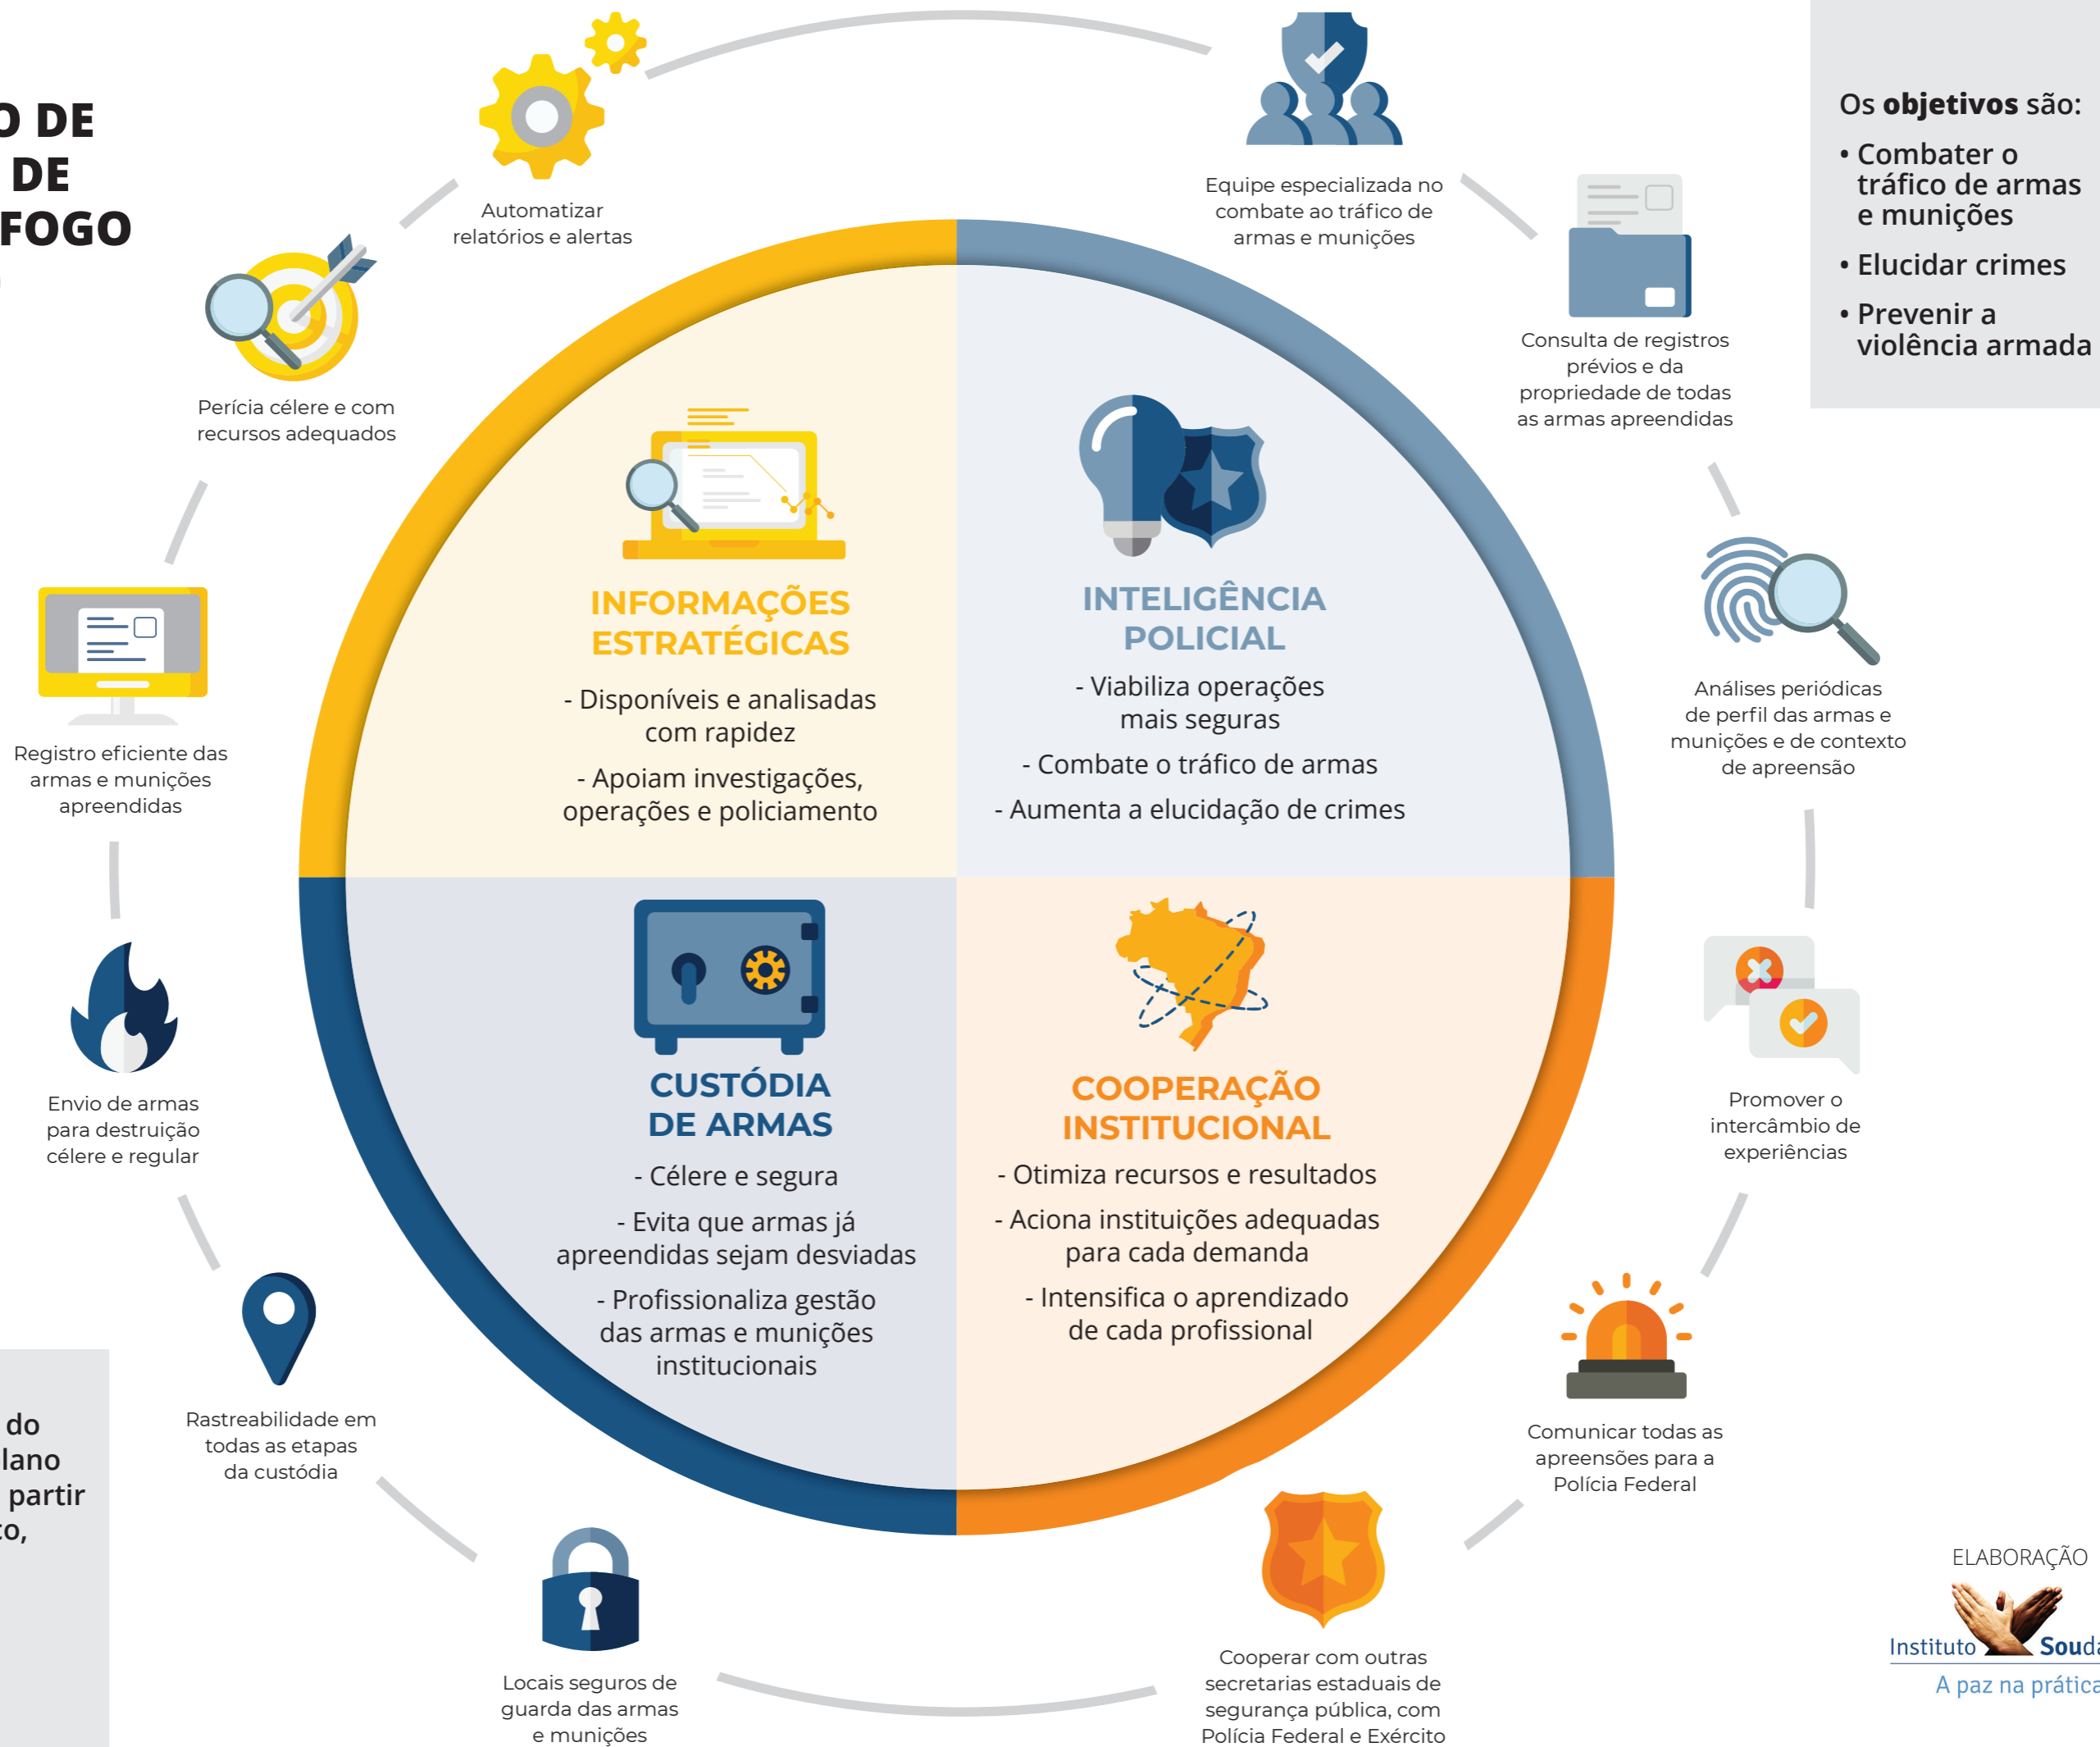 O DE
DE
FOGO
Os objetivos são:
• Combater o
tráfico de armas
e munições
• Elucidar crimes
• Prevenir a
violência armada
Automatizar
relatórios e alertas
Equipe especializada no
combate ao tráfico de
armas e munições
Consulta de registros
prévios e da
propriedade de todas
as armas apreendidas
Perícia célere e com
recursos adequados
Análises periódicas
de perfil das armas e
munições e de contexto
de apreensão
Registro eficiente das
armas e munições
apreendidas
Promover o
intercâmbio de
experiências
Envio de armas
para destruição
célere e regular
Comunicar todas as
apreensões para a
Polícia Federal
Rastreabilidade em
todas as etapas
da custódia
Cooperar com outras
secretarias estaduais de
segurança pública, com
Polícia Federal e Exército
Locais seguros de
guarda das armas
e munições
INFORMAÇÕES
ESTRATÉGICAS
- Disponíveis e analisadas
com rapidez
- Apoiam investigações,
operações e policiamento
INTELIGÊNCIA
POLICIAL
- Viabiliza operações
mais seguras
- Combate o tráfico de armas
- Aumenta a elucidação de crimes
CUSTÓDIA
DE ARMAS
- Célere e segura
- Evita que armas já
apreendidas sejam desviadas
- Profissionaliza gestão
das armas e munições
institucionais
COOPERAÇÃO
INSTITUCIONAL
- Otimiza recursos e resultados
- Aciona instituições adequadas
para cada demanda
- Intensifica o aprendizado
de cada profissional
do
lano
partir
o,
ELABORAÇÃO
Instituto Souda
A paz na prática